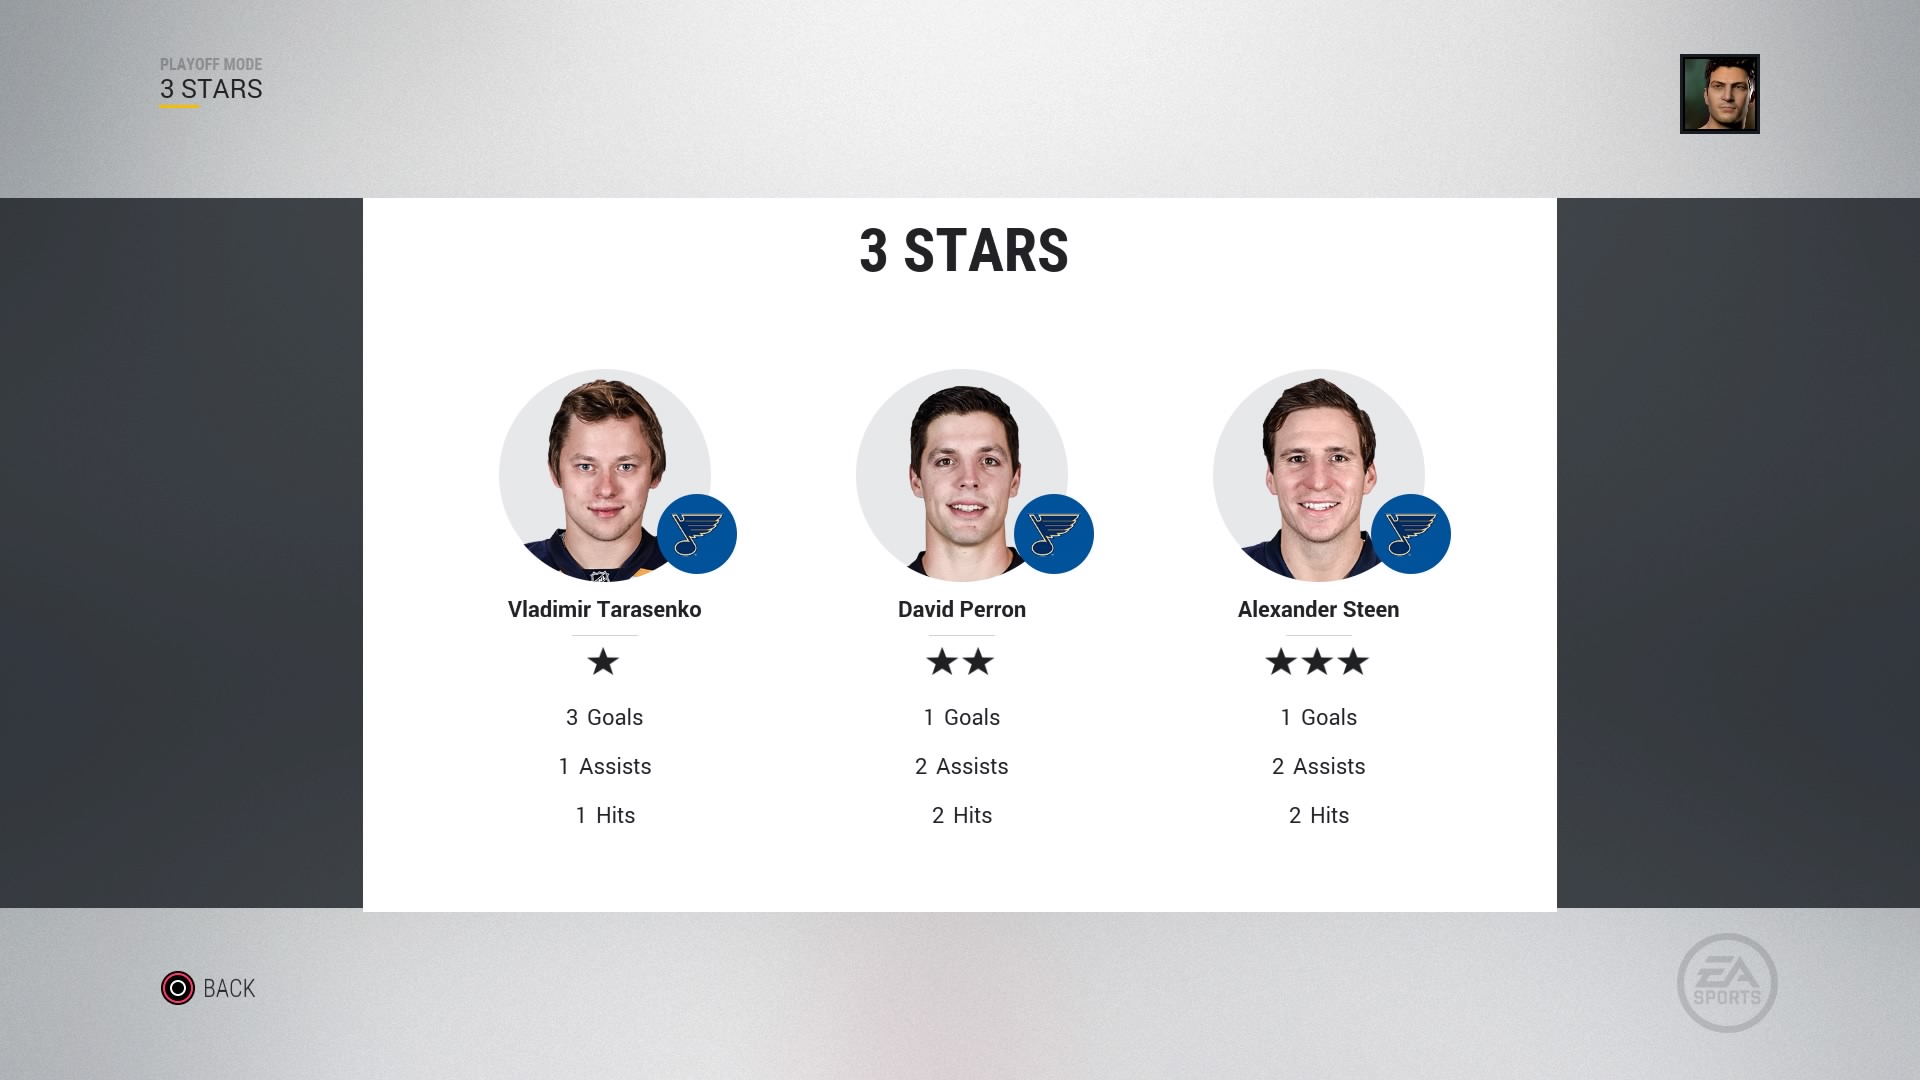 PLAYOFF MODE
3 STARS
3 STARS
Vladimir Tarasenko
David Perron
Alexander Steen
3 Goals
1 Goals
1 Goals
1 Assists
2 Assists
2 Assists
1 Hits
2 Hits
2 Hits
BACK
EA
SPORTS